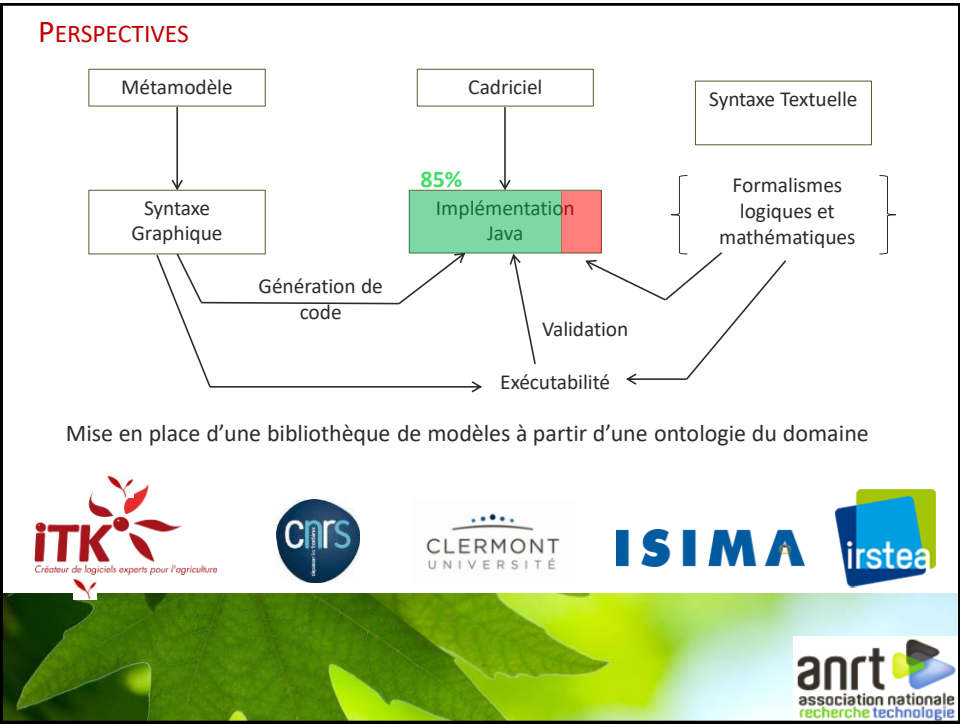 PERSPECTIVES
Métamodèle
Cadriciel
Syntaxe Textuelle
85%
Syntaxe
Graphique
Implémentation
Java
Formalismes
logiques et
mathématiques
Génération de
code
Validation
Exécutabilité
Mise en place d’une bibliothèque de modèles à partir d’une ontologie du domaine
iTK
Créateur de logiciels experts pour l'agriculture
cnrs
CLERMONT
UNIVERSITÉ
ISIMA
irstea
anrt
association nationale
recherche technologie